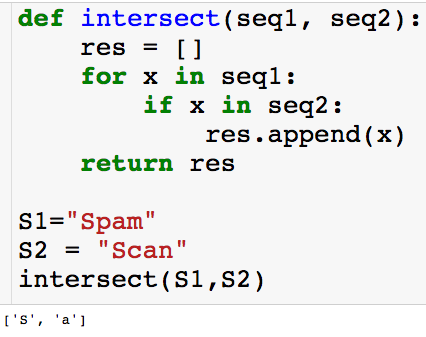 def intersect(seq1, seq2):
    res = []
    for x in seq1:
        if x in seq2:
            res.append(x)
    return res

S1="Spam"
S2 = "Scan"
intersect(S1,S2)
['S', 'a']